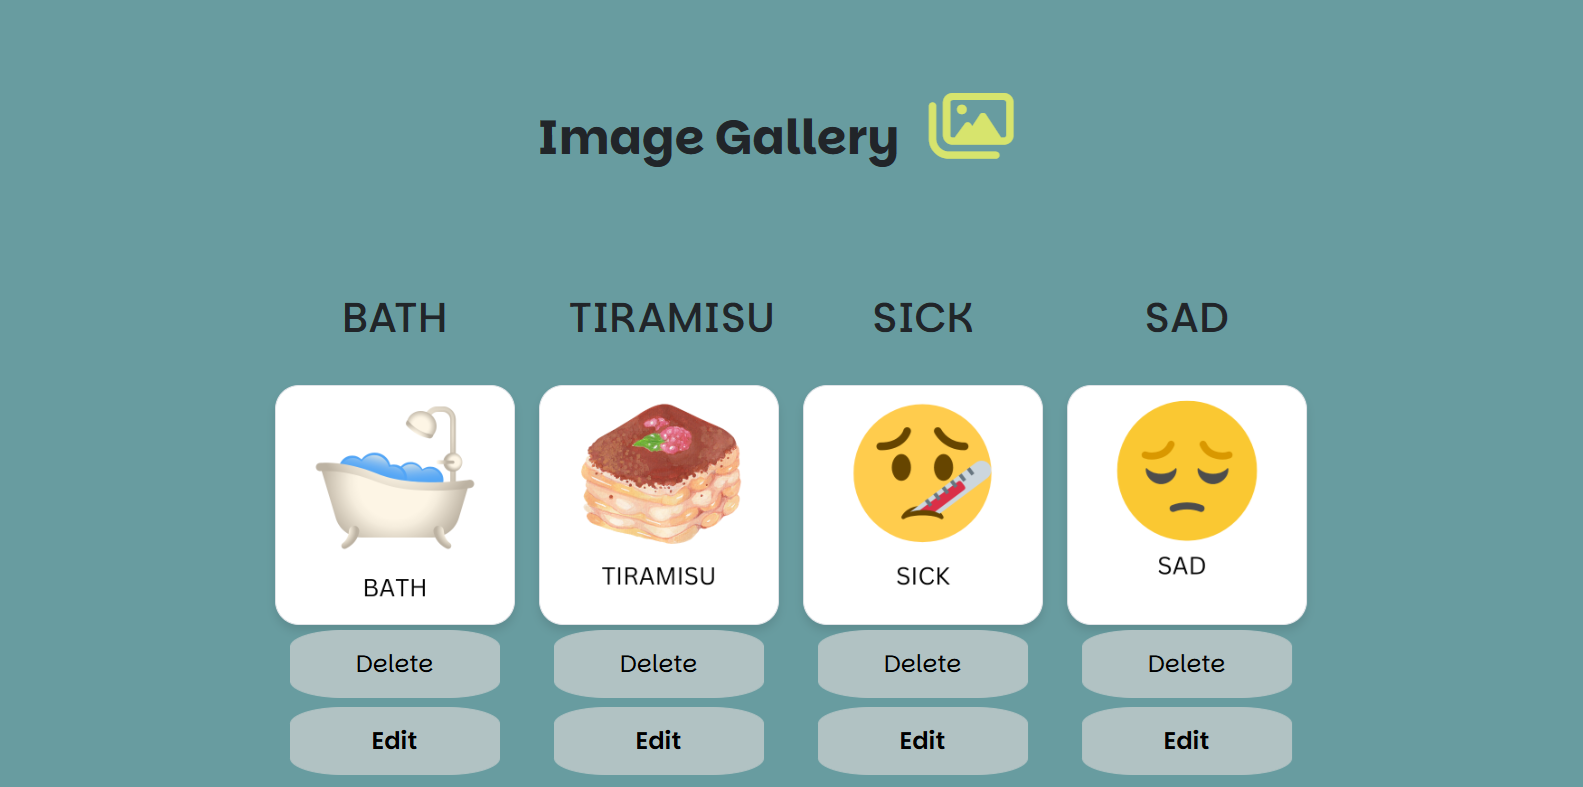 Image Gallery
BATH TIRAMISU SICK SAD
BATH TIRAMISU SICK SAD
Delete Delete Delete Delete
Edit Edit Edit Edit